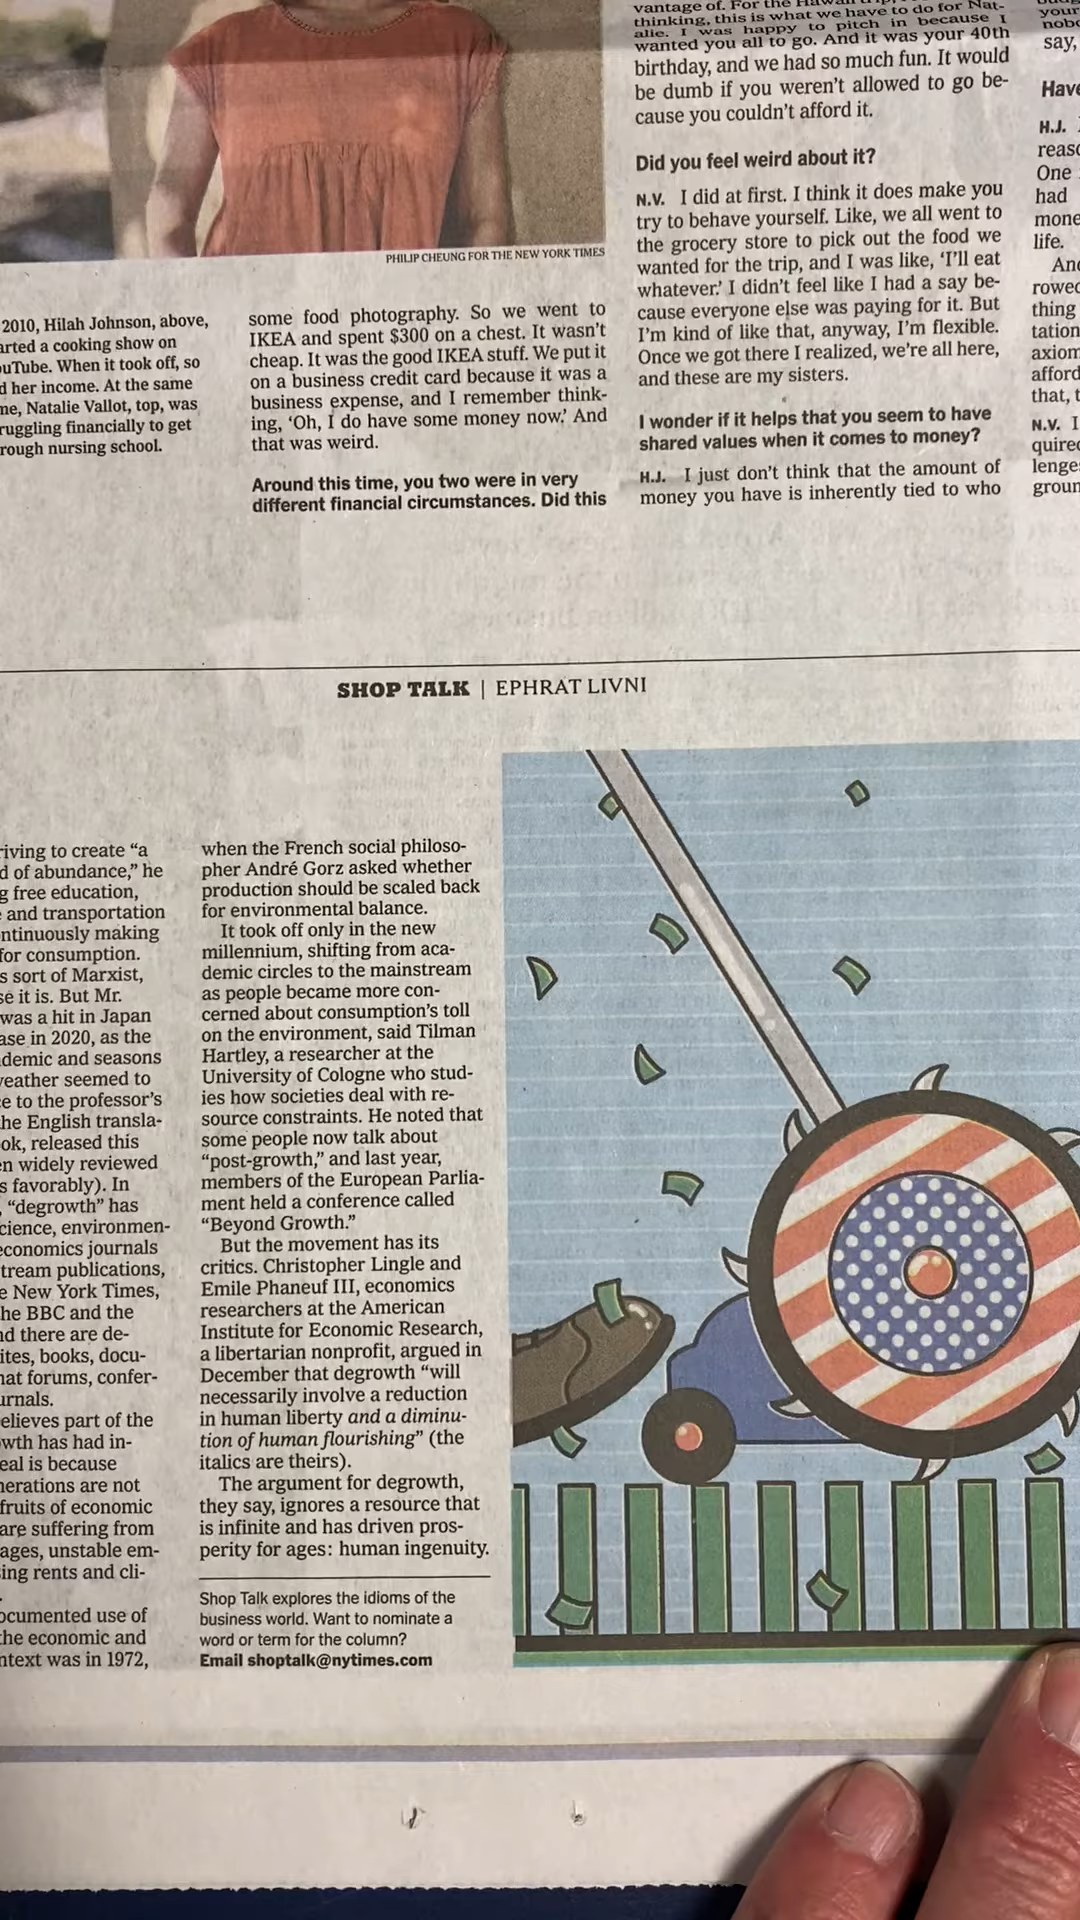 vantage of. For the
thinking, this is what we have to do for Nat-
alie. I was happy to pitch in because I
wanted you all to go. And it was your 40th
birthday, and we had so much fun. It would
be dumb if you weren't allowed to go be-
cause you couldn't afford it.
Did you feel weird about it?
N.V. I did at first. I think it does make you
try to behave yourself. Like, we all went to
the grocery store to pick out the food we
wanted for the trip, and I was like, 'I'll eat
whatever.' I didn't feel like I had a say be-
cause everyone else was paying for it. But
I'm kind of like that, anyway, I'm flexible.
Once we got there I realized, we're all here,
and these are my sisters.
I wonder if it helps that you seem to have
shared values when it comes to money?
H.J. I just don't think that the amount of
money you have is inherently tied to who
your
nobo
say,
Have
H.J.
reaso
One
had
mone
life.
And
rowed
thing
tation
axiom
afford
that, t
N.V. I
quired
lenge
groun
PHILIP CHEUNG FOR THE NEW YORK TIMES
2010, Hilah Johnson, above,
arted a cooking show on
ouTube. When it took off, so
d her income. At the same
me, Natalie Vallot, top, was
ruggling financially to get
rough nursing school.
some food photography. So we went to
IKEA and spent $300 on a chest. It wasn't
cheap. It was the good IKEA stuff. We put it
on a business credit card because it was a
business expense, and I remember think-
ing, 'Oh, I do have some money now.' And
that was weird.
Around this time, you two were in very
different financial circumstances. Did this
SHOP TALK | EPHRAT LIVNI
riving to create "a
d of abundance," he
g free education,
and transportation
ntinuously making
for consumption.
s sort of Marxist,
se it is. But Mr.
was a hit in Japan
ase in 2020, as the
demic and seasons
weather seemed to
ce to the professor's
the English transla-
ok, released this
en widely reviewed
s favorably). In
, "degrowth" has
cience, environmen-
economics journals
tream publications,
e New York Times,
he BBC and the
nd there are de-
ites, books, docu-
hat forums, confer-
urnals.
elieves part of the
wth has had in-
eal is because
nerations are not
fruits of economic
are suffering from
ages, unstable em-
sing rents and cli-
.
ocumented use of
the economic and
ntext was in 1972,
when the French social philoso-
pher André Gorz asked whether
production should be scaled back
for environmental balance.
It took off only in the new
millennium, shifting from aca-
demic circles to the mainstream
as people became more con-
cerned about consumption's toll
on the environment, said Tilman
Hartley, a researcher at the
University of Cologne who stud-
ies how societies deal with re-
source constraints. He noted that
some people now talk about
"post-growth," and last year,
members of the European Parlia-
ment held a conference called
"Beyond Growth."
But the movement has its
critics. Christopher Lingle and
Emile Phaneuf III, economics
researchers at the American
Institute for Economic Research,
a libertarian nonprofit, argued in
December that degrowth "will
necessarily involve a reduction
in human liberty and a diminu-
tion of human flourishing" (the
italics are theirs).
The argument for degrowth,
they say, ignores a resource that
is infinite and has driven pros-
perity for ages: human ingenuity.
Shop Talk explores the idioms of the
business world. Want to nominate a
word or term for the column?
Email shoptalk@nytimes.com